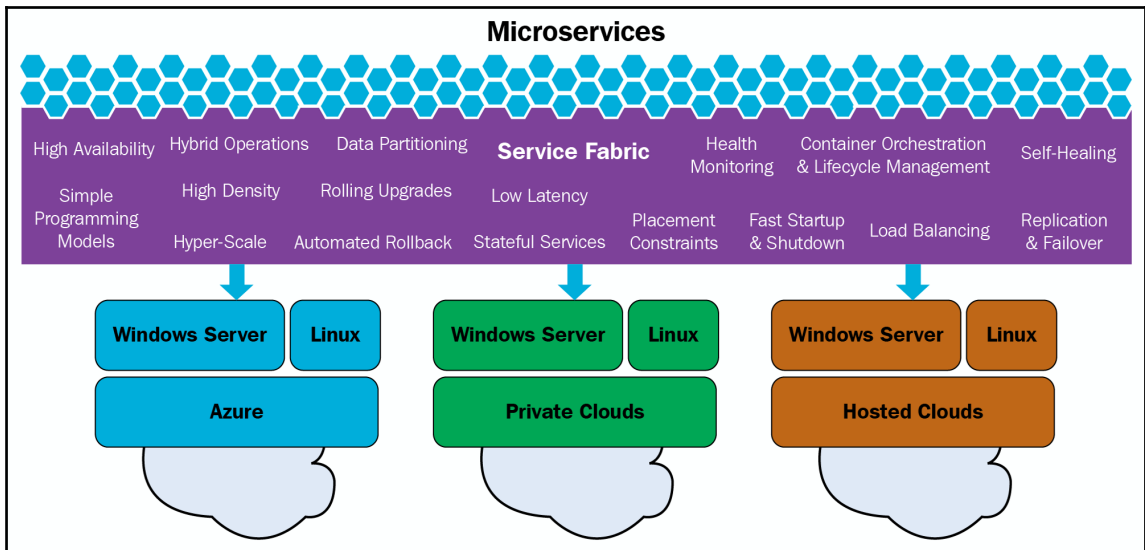 Microservices
High Availability
Hybrid Operations
Data Partitioning
Service Fabric
Health
Monitoring
Container Orchestration
& Lifecycle Management
Self-Healing
Simple
Programming
Models
High Density
Rolling Upgrades
Low Latency
Hyper-Scale
Automated Rollback
Stateful Services
Placement
Constraints
Fast Startup
& Shutdown
Load Balancing
Replication
& Failover
Windows Server
Linux
Windows Server
Linux
Windows Server
Linux
Azure
Private Clouds
Hosted Clouds